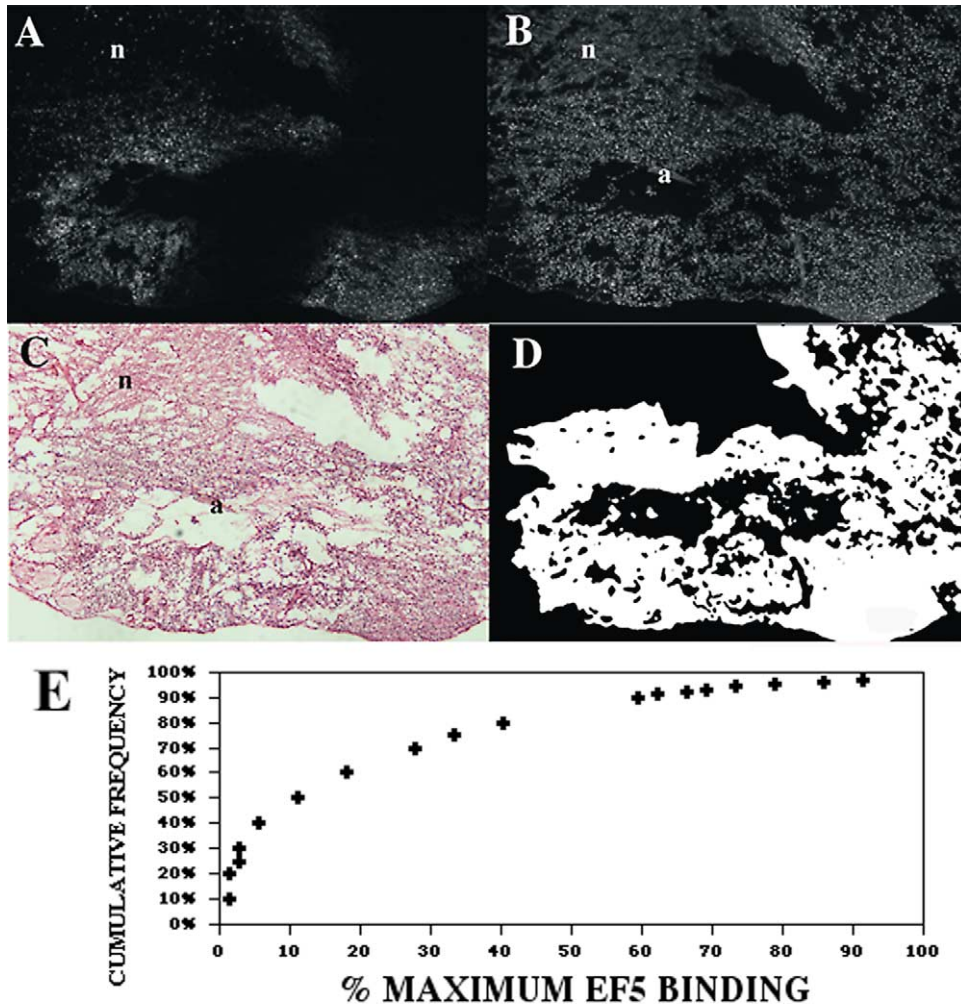 A
n
B
n
a
C
n
a
D
E
CUMULATIVE FREQUENCY
100%
90%
80%
70%
60%
50%
40%
30%
20%
10%
0%
0 10 20 30 40 50 60 70 80 90 100
% MAXIMUM EF5 BINDING